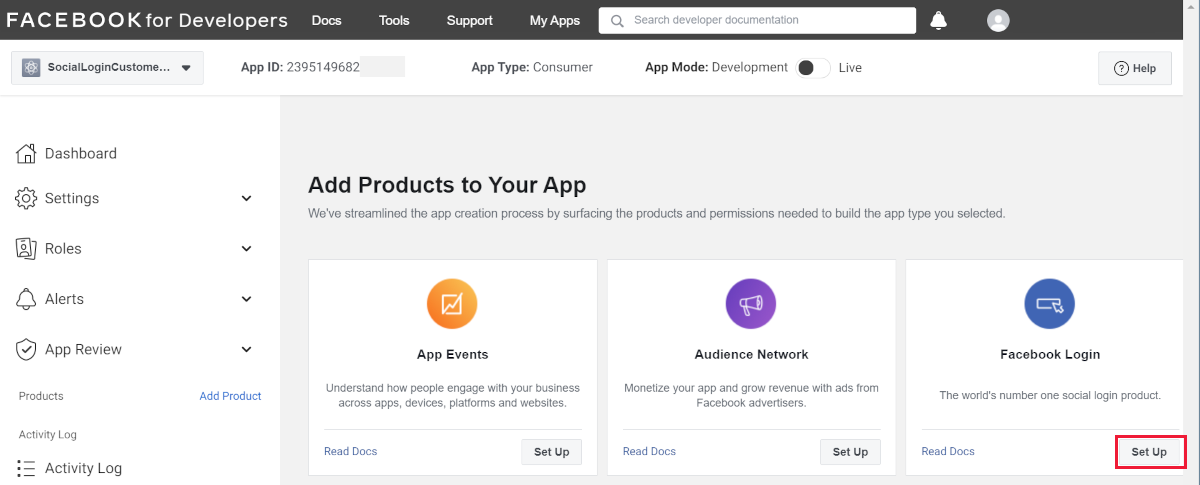 FACEBOOK for Developers Docs Tools Support My Apps Search developer documentation
SocialLoginCustome... App ID: 2395149682 App Type: Consumer App Mode: Development Live Help
Dashboard
Settings
Roles
Alerts
App Review
Products Add Product
Activity Log
Activity Log
Add Products to Your App
We've streamlined the app creation process by surfacing the products and permissions needed to build the app type you selected.
App Events
Understand how people engage with your business
across apps, devices, platforms and websites.
Read Docs Set Up
Audience Network
Monetize your app and grow revenue with ads from
Facebook advertisers.
Read Docs Set Up
Facebook Login
The world's number one social login product.
Read Docs Set Up